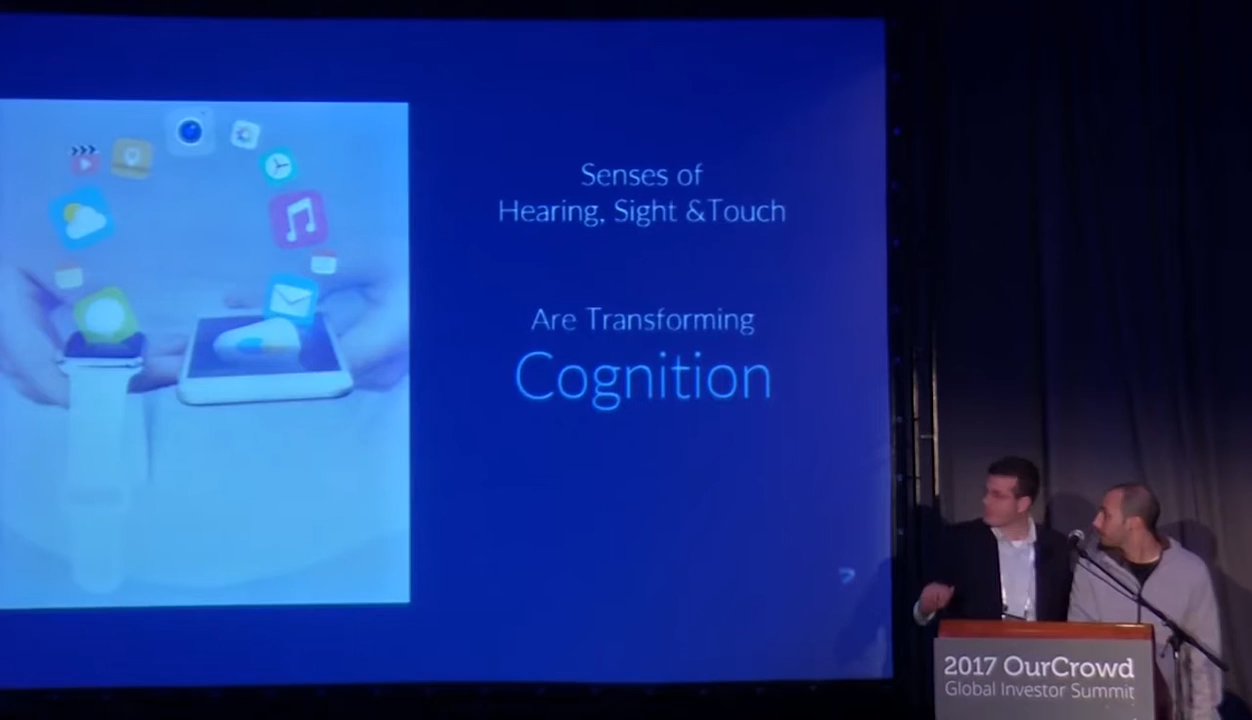 Senses of
Hearing, Sight &Touch
Are Transforming
Cognition
2017 OurCrowd
Global Investor Summit